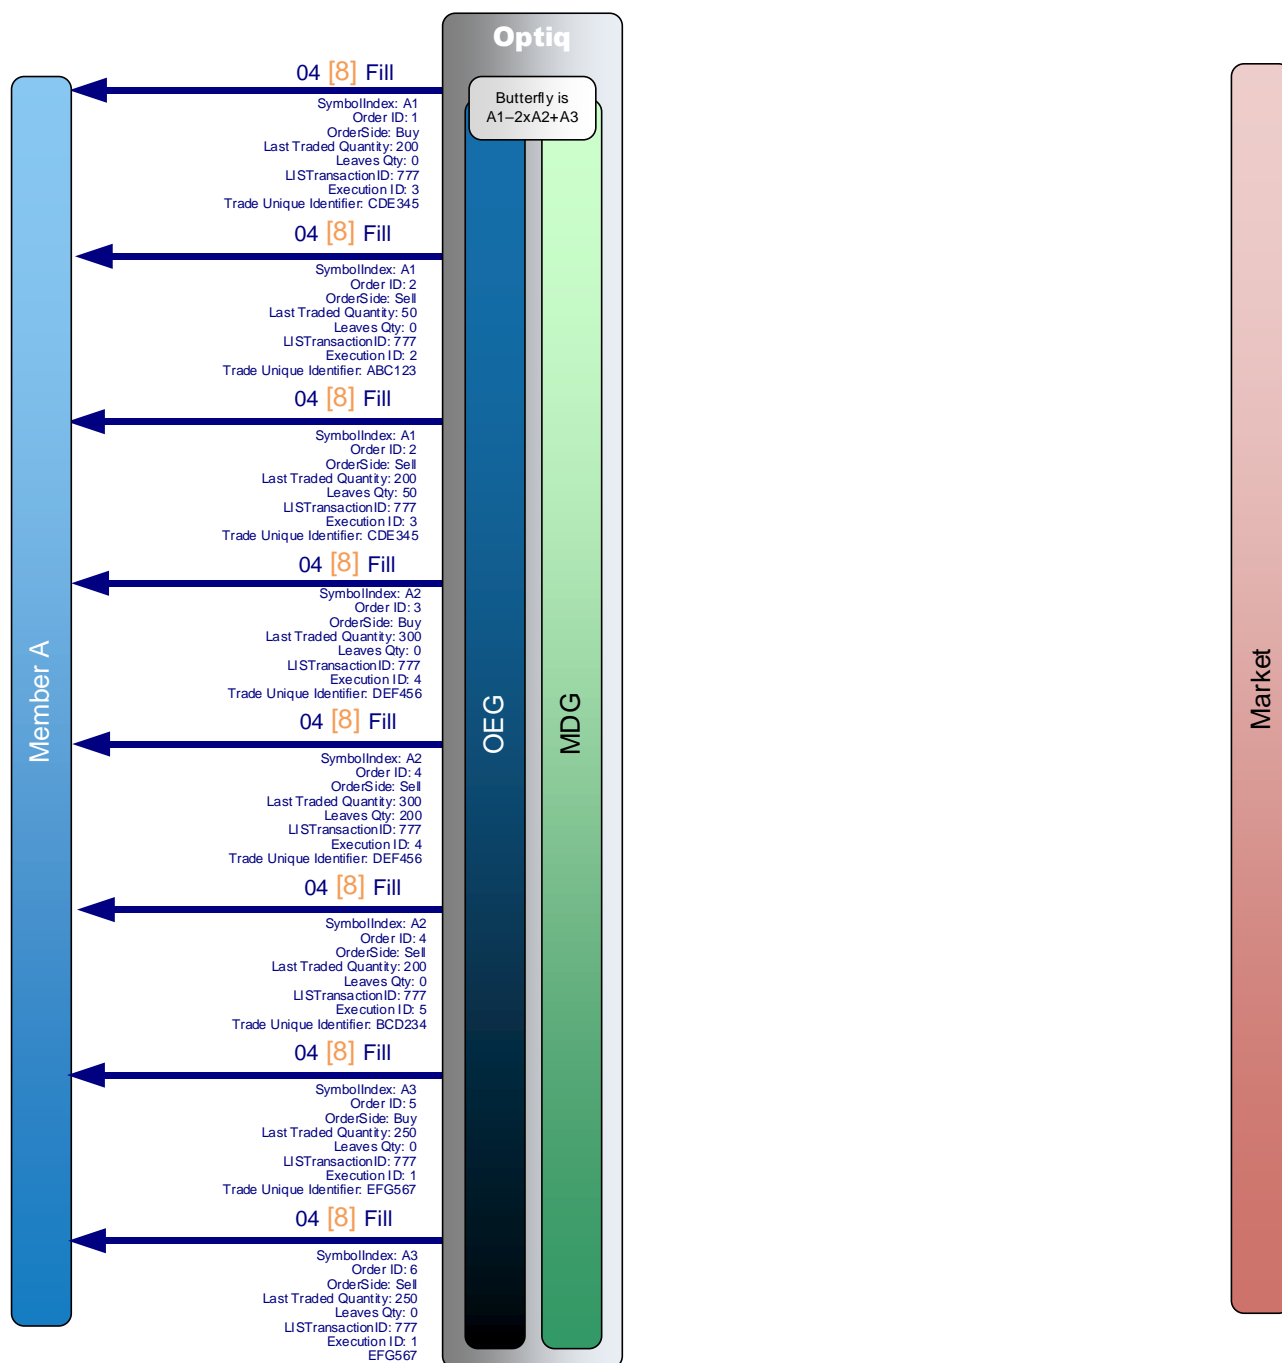 Optiq
Butterfly is
A1–2xA2+A3
04 [8] Fill
SymbolIndex: A1
Order ID: 1
OrderSide: Buy
Last Traded Quantity: 200
Leaves Qty: 0
LISTransactionID: 777
Execution ID: 3
Trade Unique Identifier: CDE345
04 [8] Fill
SymbolIndex: A1
Order ID: 2
OrderSide: Sell
Last Traded Quantity: 50
Leaves Qty: 0
LISTransactionID: 777
Execution ID: 2
Trade Unique Identifier: ABC123
04 [8] Fill
SymbolIndex: A1
Order ID: 2
OrderSide: Sell
Last Traded Quantity: 200
Leaves Qty: 50
LISTransactionID: 777
Execution ID: 3
Trade Unique Identifier: CDE345
04 [8] Fill
SymbolIndex: A2
Order ID: 3
OrderSide: Buy
Last Traded Quantity: 300
Leaves Qty: 0
LISTransactionID: 777
Execution ID: 4
Trade Unique Identifier: DEF456
04 [8] Fill
SymbolIndex: A2
Order ID: 4
OrderSide: Sell
Last Traded Quantity: 300
Leaves Qty: 200
LISTransactionID: 777
Execution ID: 4
Trade Unique Identifier: DEF456
04 [8] Fill
SymbolIndex: A2
Order ID: 4
OrderSide: Sell
Last Traded Quantity: 200
Leaves Qty: 0
LISTransactionID: 777
Execution ID: 5
Trade Unique Identifier: BCD234
04 [8] Fill
SymbolIndex: A3
Order ID: 5
OrderSide: Buy
Last Traded Quantity: 250
Leaves Qty: 0
LISTransactionID: 777
Execution ID: 1
Trade Unique Identifier: EFG567
04 [8] Fill
SymbolIndex: A3
Order ID: 6
OrderSide: Sell
Last Traded Quantity: 250
Leaves Qty: 0
LISTransactionID: 777
Execution ID: 1
EFG567
Member A
OEG
MDG
Market